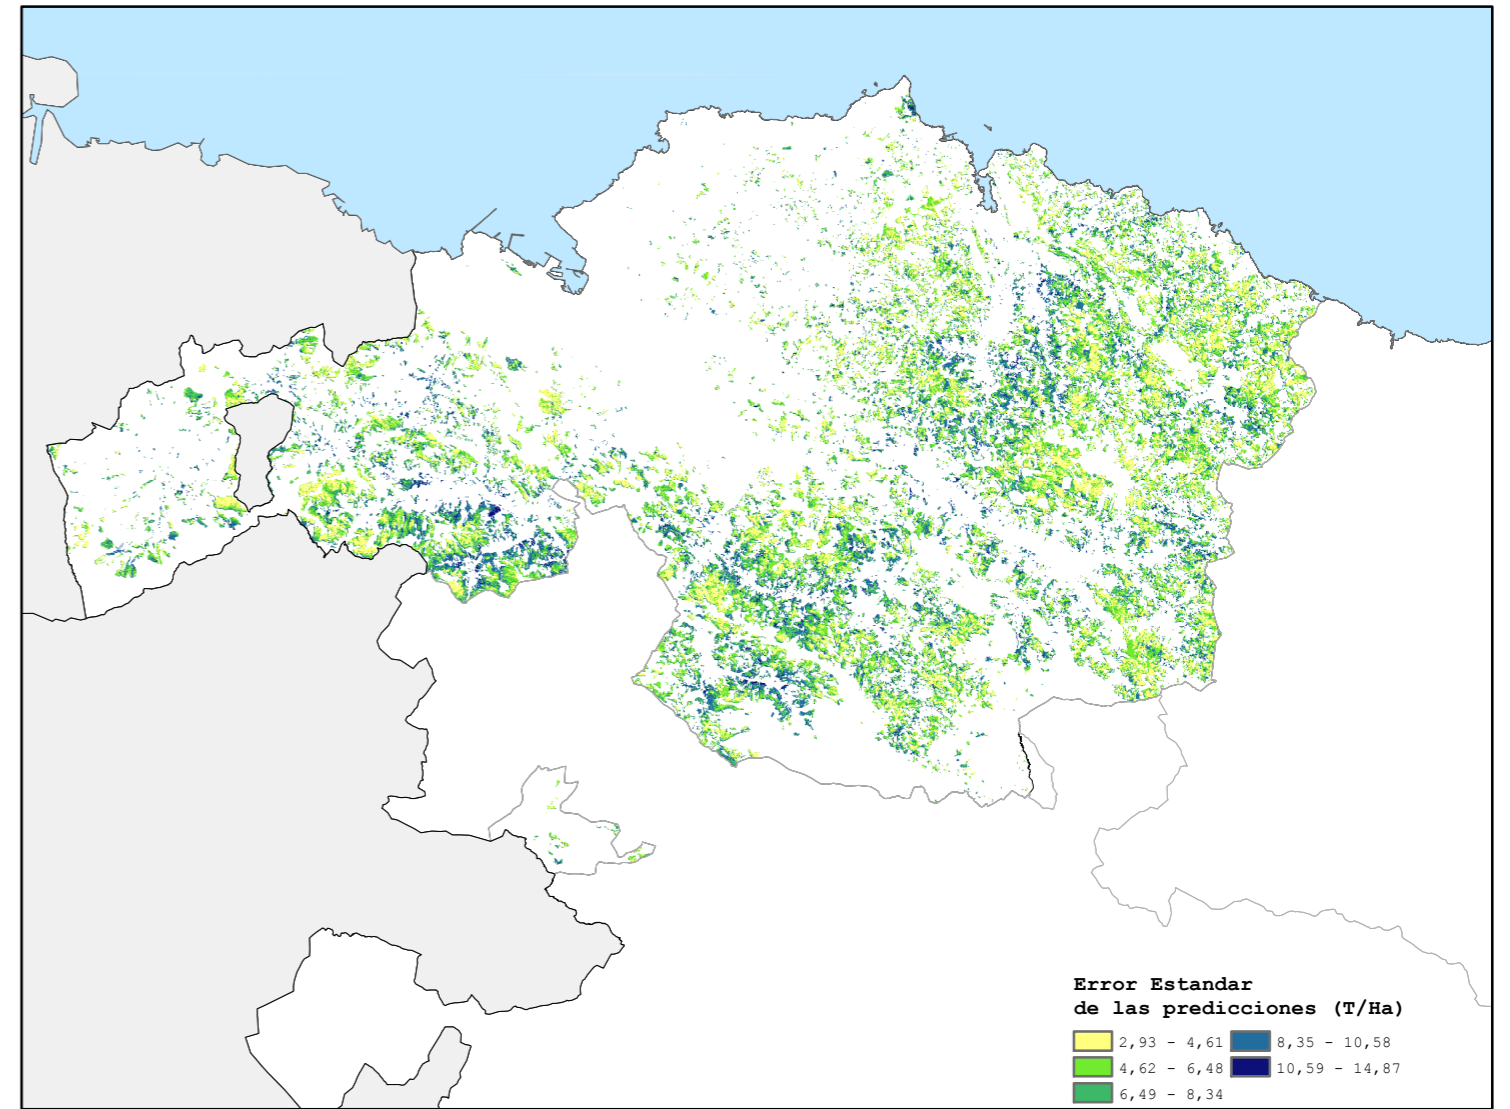 Error Estandar
de las predicciones (T/Ha)
2,93 - 4,61
4,62 - 6,48
6,49 - 8,34
8,35 - 10,58
10,59 - 14,87